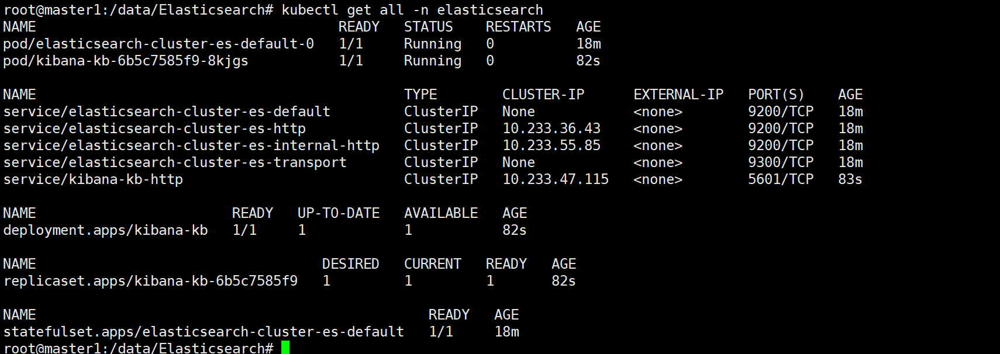 root@master1:/data/Elasticsearch# kubectl get all -n elasticsearch
NAME                                     READY   STATUS    RESTARTS   AGE
pod/elasticsearch-cluster-es-default-0   1/1     Running   0          18m
pod/kibana-kb-6b5c7585f9-8kjgs           1/1     Running   0          82s

NAME                                             TYPE        CLUSTER-IP      EXTERNAL-IP   PORT(S)    AGE
service/elasticsearch-cluster-es-default         ClusterIP   None            <none>        9200/TCP   18m
service/elasticsearch-cluster-es-http            ClusterIP   10.233.36.43    <none>        9200/TCP   18m
service/elasticsearch-cluster-es-internal-http   ClusterIP   10.233.55.85    <none>        9200/TCP   18m
service/elasticsearch-cluster-es-transport       ClusterIP   None            <none>        9300/TCP   18m
service/kibana-kb-http                           ClusterIP   10.233.47.115   <none>        5601/TCP   83s

NAME                        READY   UP-TO-DATE   AVAILABLE   AGE
deployment.apps/kibana-kb   1/1     1            1           82s

NAME                                   DESIRED   CURRENT   READY   AGE
replicaset.apps/kibana-kb-6b5c7585f9   1         1         1       82s

NAME                                                READY   AGE
statefulset.apps/elasticsearch-cluster-es-default   1/1     18m
root@master1:/data/Elasticsearch#